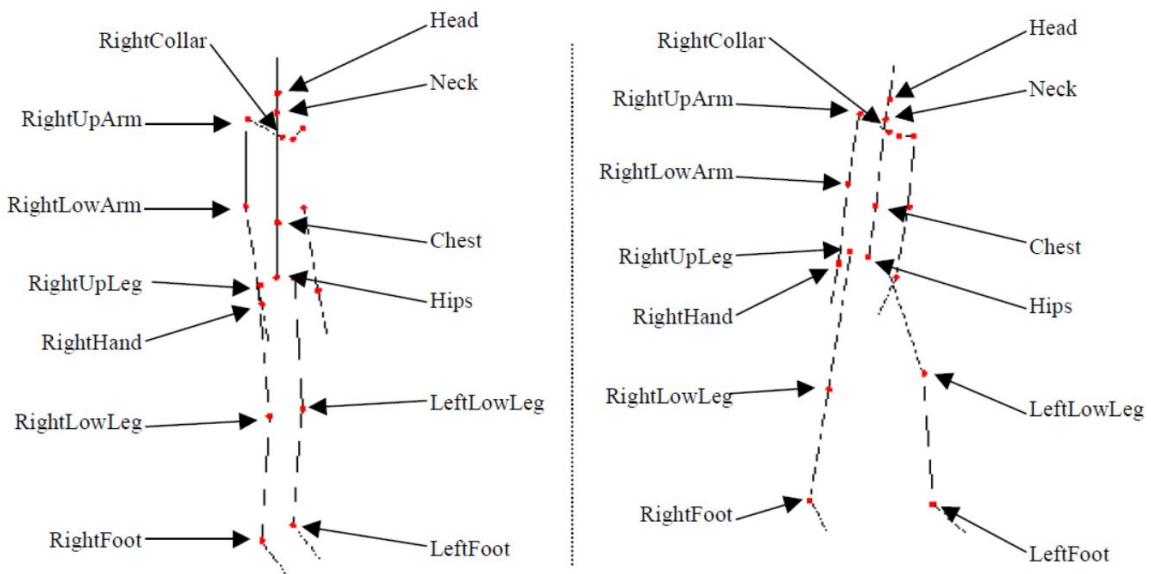 Head
RightCollar
Neck
RightUpArm
RightLowArm
Chest
RightUpLeg
Hips
RightHand
LeftLowLeg
RightLowLeg
RightFoot
LeftFoot
Head
RightCollar
Neck
RightUpArm
RightLowArm
Chest
RightUpLeg
Hips
RightHand
RightLowLeg
LeftLowLeg
RightFoot
LeftFoot